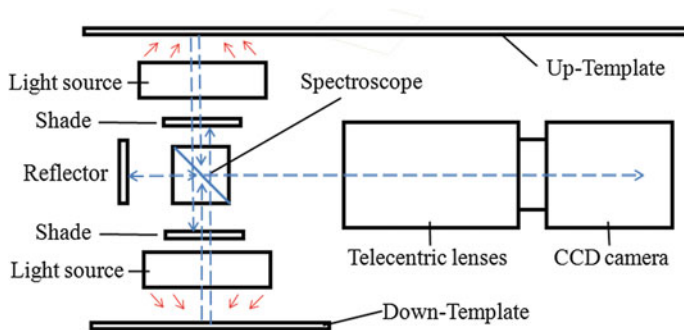 Up-Template
Light source
Spectroscope
Shade
Reflector
Shade
Telecentric lenses
CCD camera
Light source
Down-Template